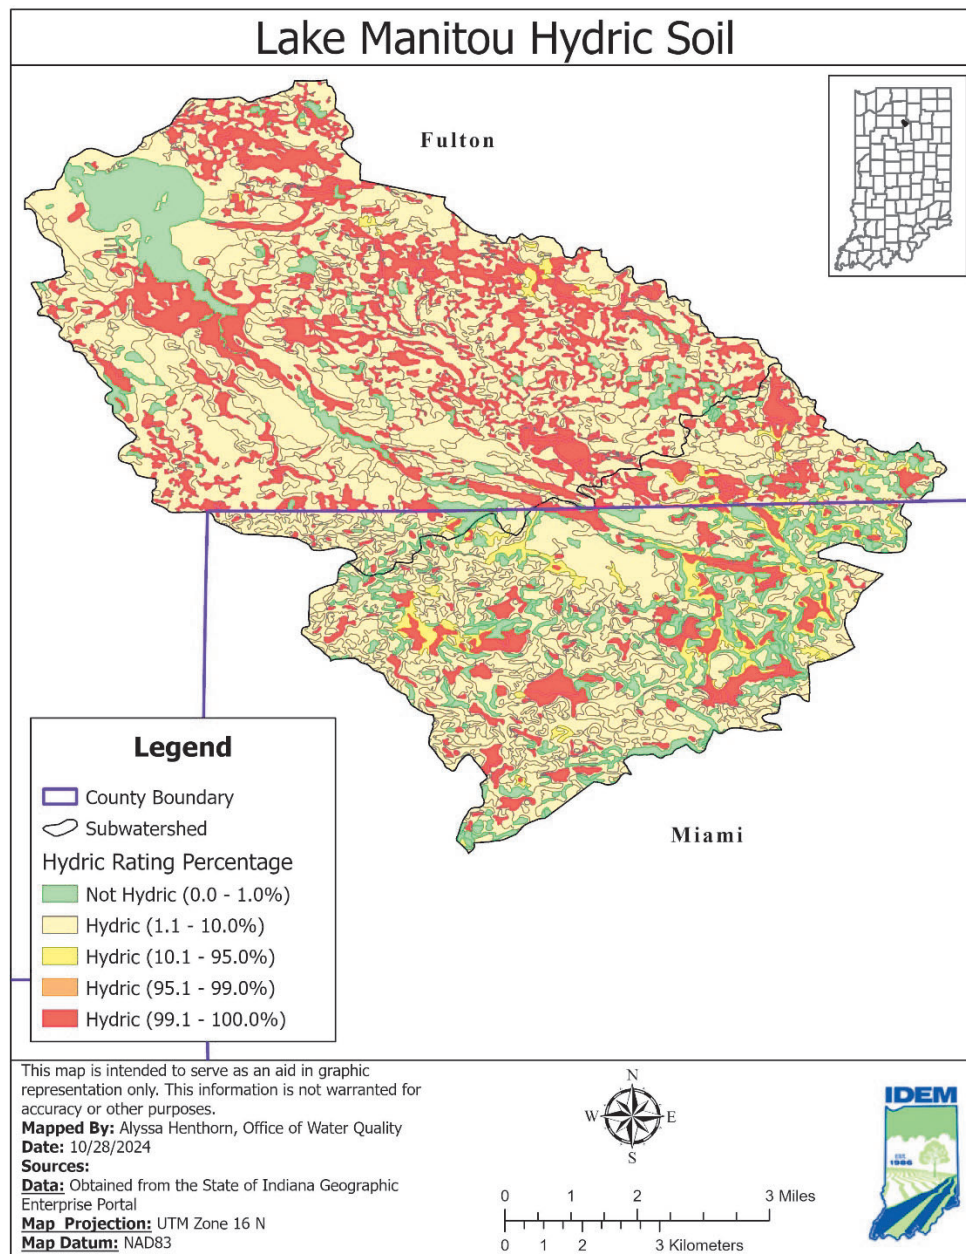 Lake Manitou Hydric Soil
Fulton
Miami
Legend
County Boundary
Subwatershed
Hydric Rating Percentage
Not Hydric (0.0 - 1.0%)
Hydric (1.1 - 10.0%)
Hydric (10.1 - 95.0%)
Hydric (95.1 - 99.0%)
Hydric (99.1 - 100.0%)
This map is intended to serve as an aid in graphic
representation only. This information is not warranted for
accuracy or other purposes.
Mapped By: Alyssa Henthorn, Office of Water Quality
Date: 10/28/2024
Sources:
Data: Obtained from the State of Indiana Geographic
Enterprise Portal
Map Projection: UTM Zone 16 N
Map Datum: NAD83
N
W E
S
0 1 2 3 Miles
0 1 2 3 Kilometers
IDEM
EST.
1986